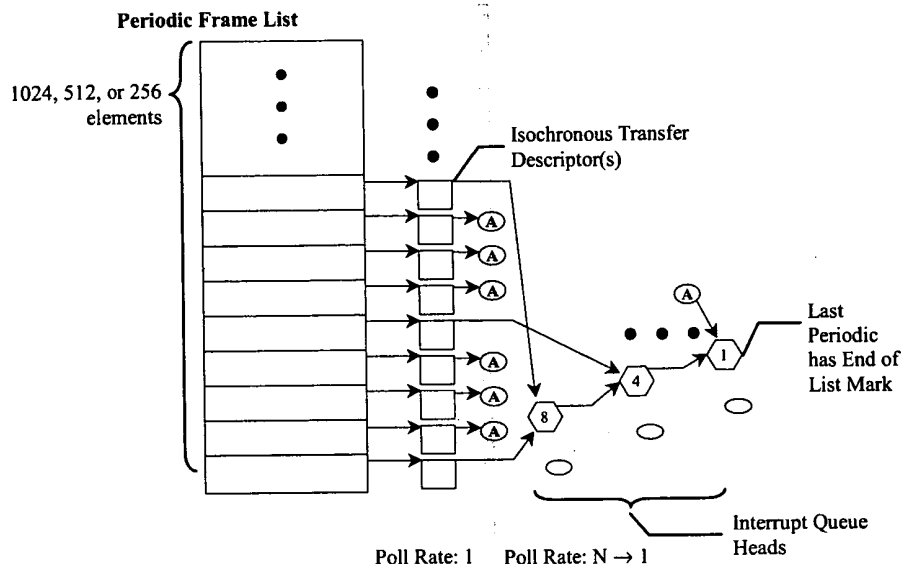 Periodic Frame List
1024, 512, or 256
elements
Isochronous Transfer
Descriptor(s)
A
A
A
A
Last
Periodic
has End of
List Mark
1
4
A
A
8
A
Interrupt Queue
Heads
Poll Rate: 1 Poll Rate: N → 1